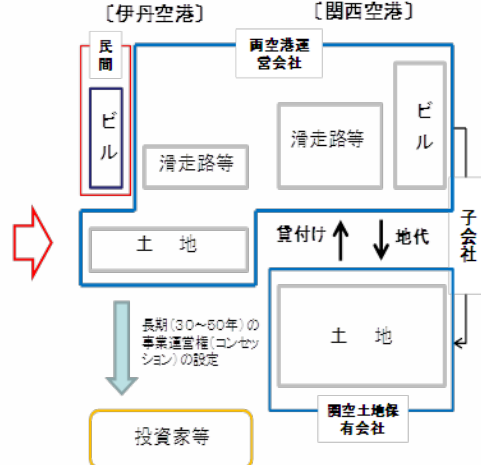 〔伊丹空港〕
〔関西空港〕
民
間
両空港運
営会社
ビ
ル
滑走路等
滑走路等
ビ
ル
子
会
社
土　地
貸付け
地代
長期(30～50年)の
事業運営権(コンセッ
ション)の設定
土　地
投資家等
関空土地保
有会社